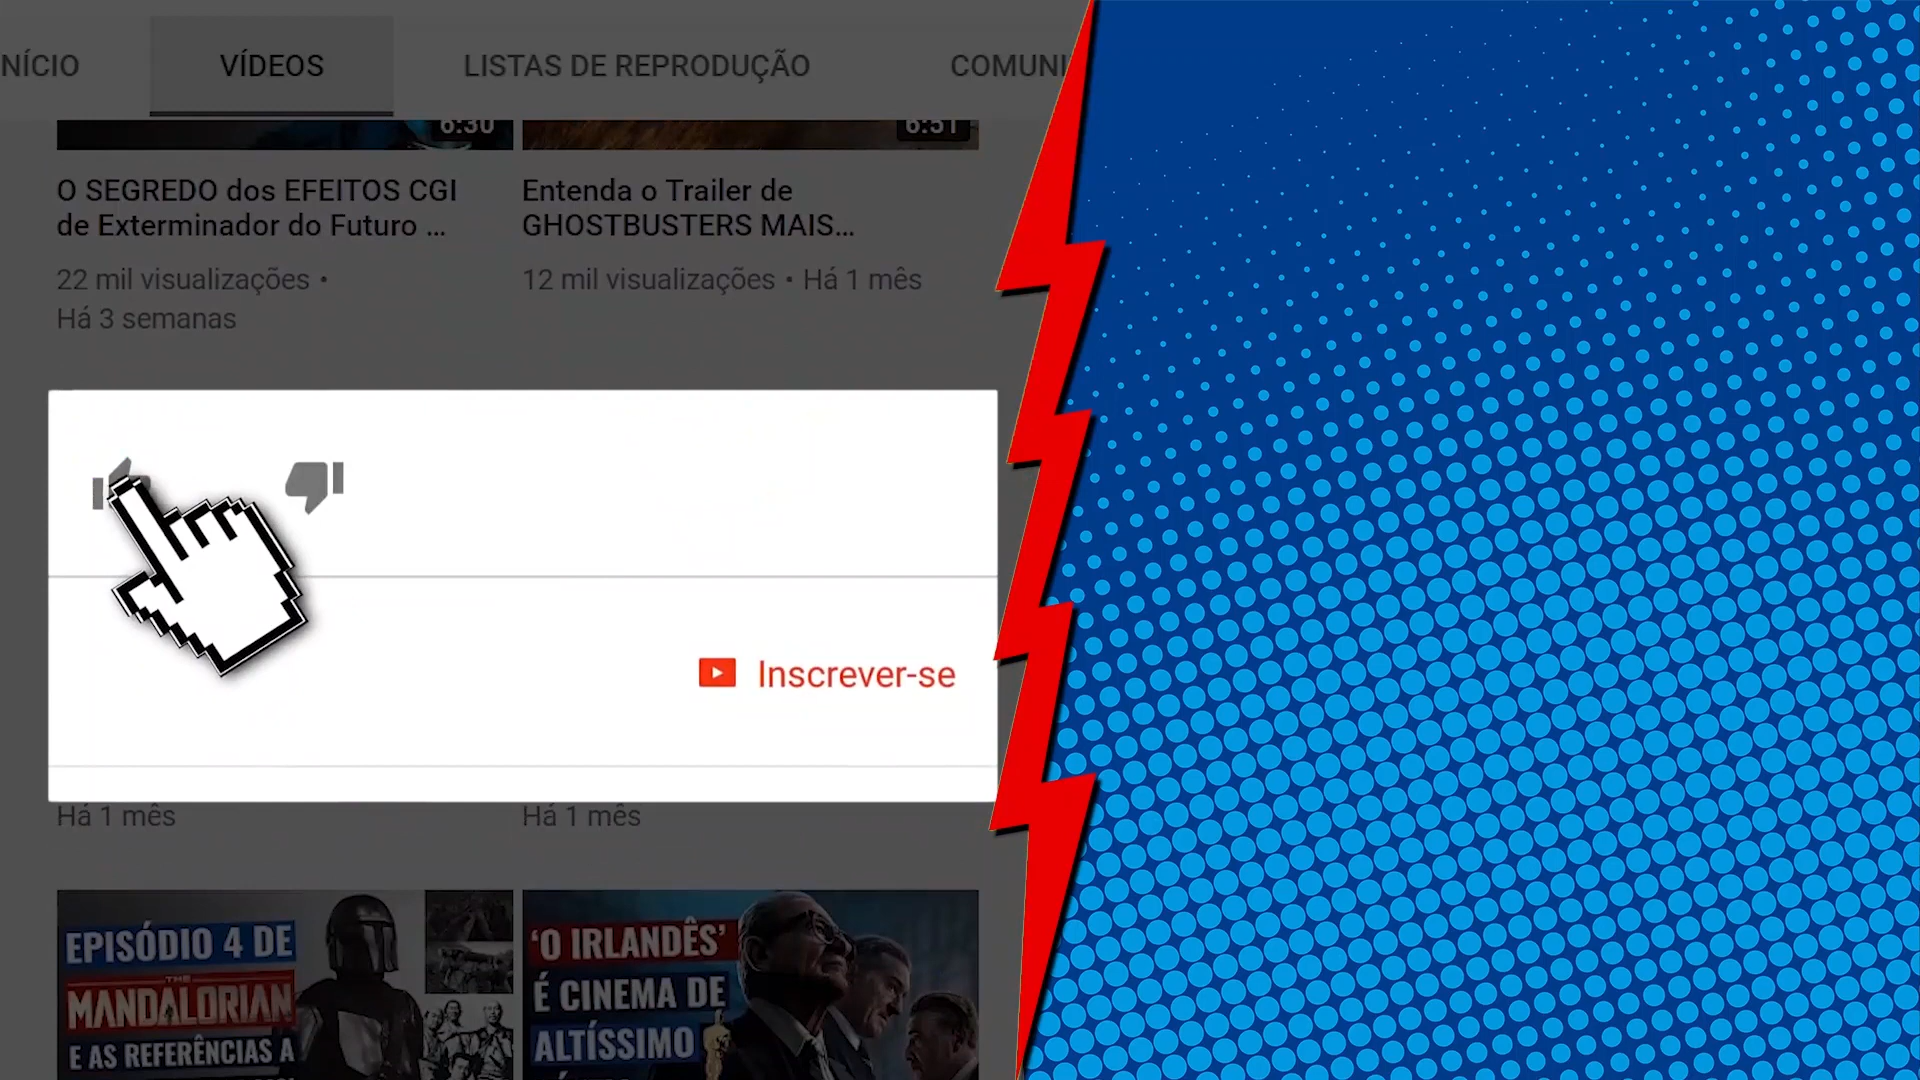 NÍCIO
VÍDEOS
LISTAS DE REPRODUÇÃO
COMUNI
6:30
6:51
O SEGREDO dos EFEITOS CGI
de Exterminador do Futuro ...
22 mil visualizações •
Há 3 semanas
Entenda o Trailer de
GHOSTBUSTERS MAIS...
12 mil visualizações • Há 1 mês
Inscrever-se
Há 1 mês
Há 1 mês
EPISÓDIO 4 DE
THE
MANDALORIAN
E AS REFERÊNCIAS A
'O IRLANDÊS'
É CINEMA DE
ALTÍSSIMO